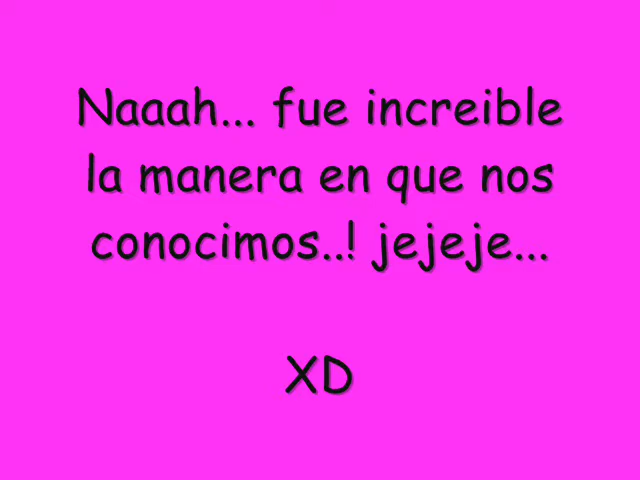 Naaah... fue increible
la manera en que nos
conocimos..! jejeje...
XD